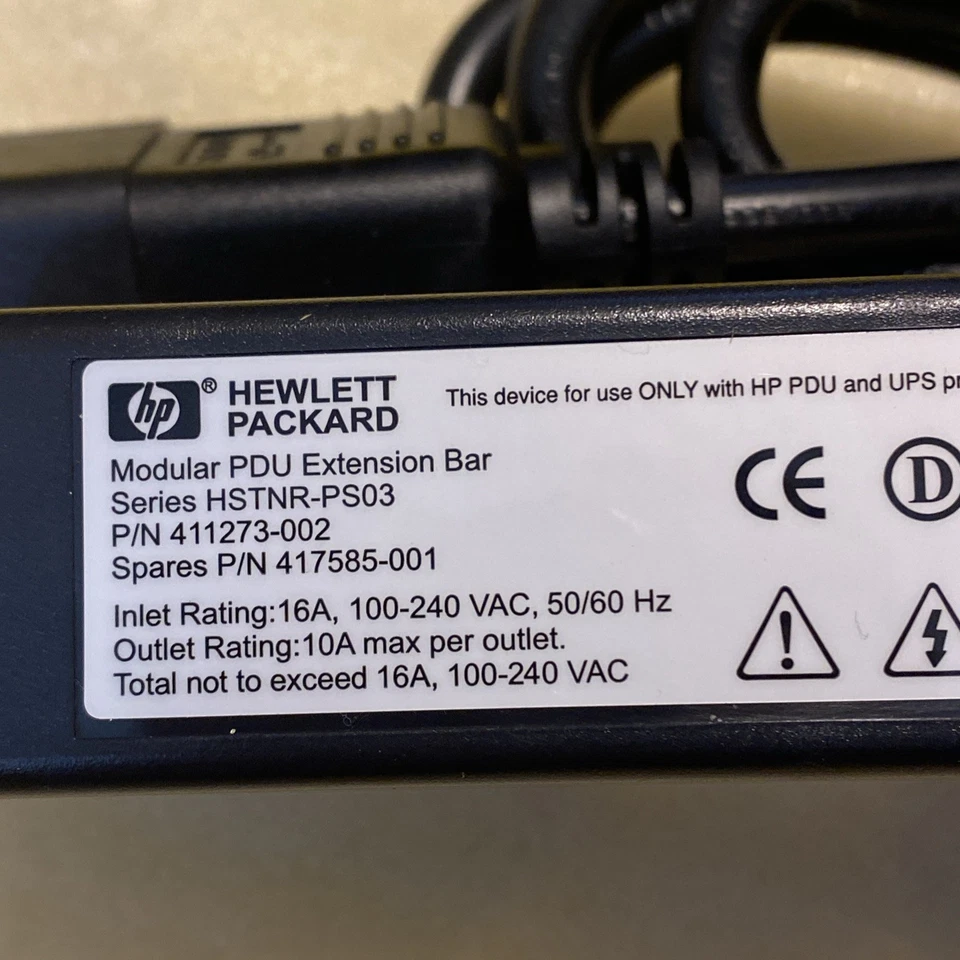 hp® HEWLETT
PACKARD
This device for use ONLY with HP PDU and UPS
Modular PDU Extension Bar
Series HSTNR-PS03
P/N 411273-002
Spares P/N 417585-001
CE
D
Inlet Rating:16A, 100-240 VAC, 50/60 Hz
Outlet Rating:10A max per outlet.
Total not to exceed 16A, 100-240 VAC